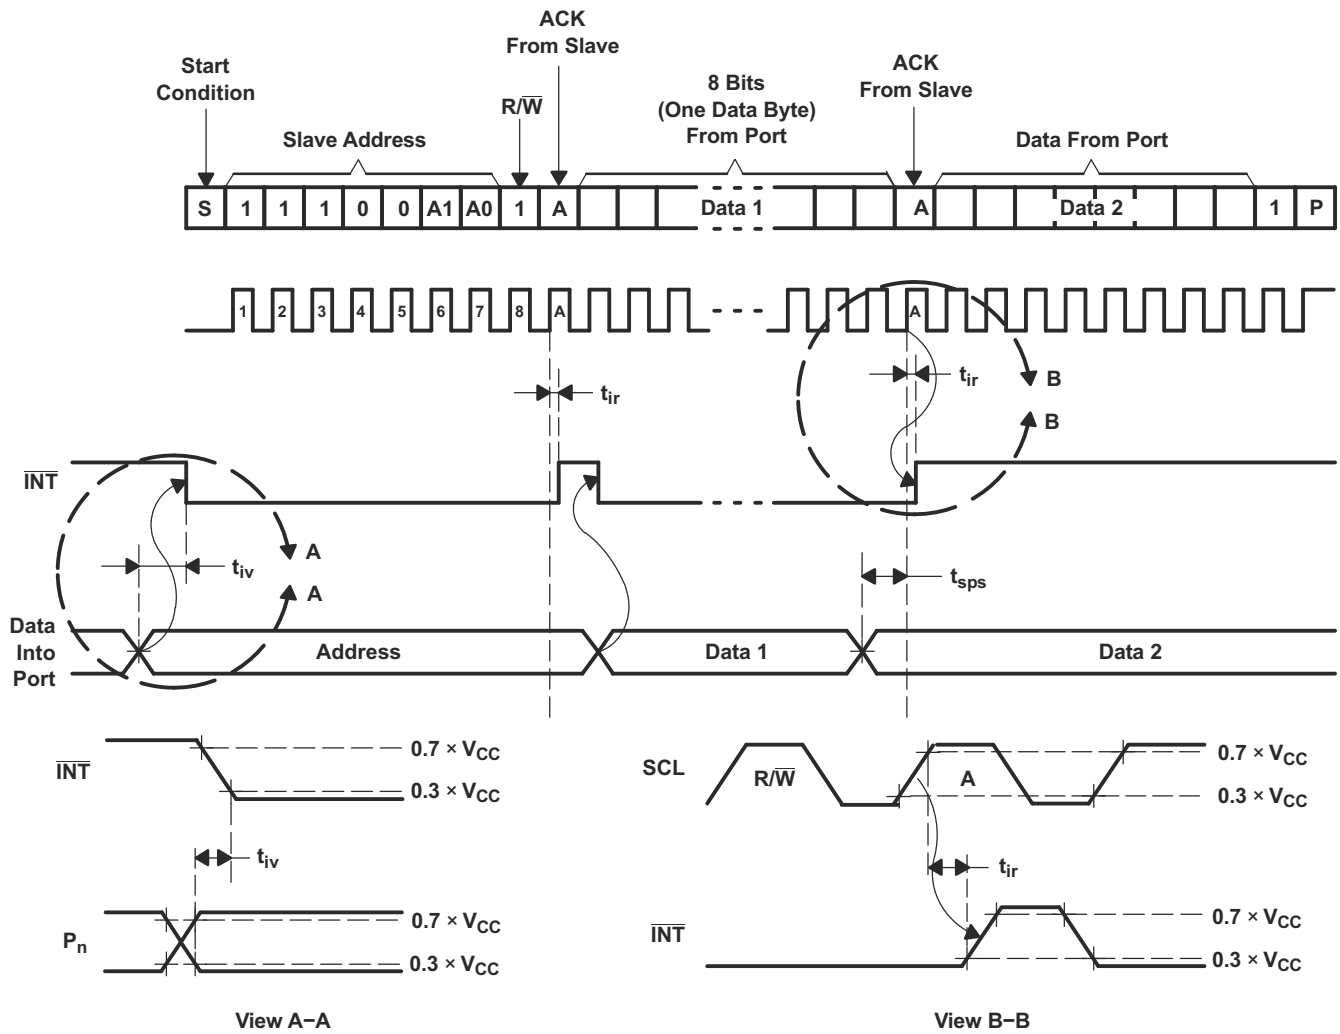 ACK
From Slave
Start
Condition
R/W̅
ACK
From Slave
8 Bits
(One Data Byte)
From Port
Slave Address
Data From Port
S 1 1 1 0 0 A1 A0 1 A Data 1 A Data 2 1 P
1 2 3 4 5 6 7 8 A A
t_ir
t_ir
B
B
I̅N̅T̅
A
A
t_iv
t_sps
Data
Into
Port
Address
Data 1
Data 2
I̅N̅T̅
0.7 × V_CC
0.3 × V_CC
t_iv
P_n
0.7 × V_CC
0.3 × V_CC
View A−A
SCL
R/W̅
A
0.7 × V_CC
0.3 × V_CC
t_ir
I̅N̅T̅
0.7 × V_CC
0.3 × V_CC
View B−B